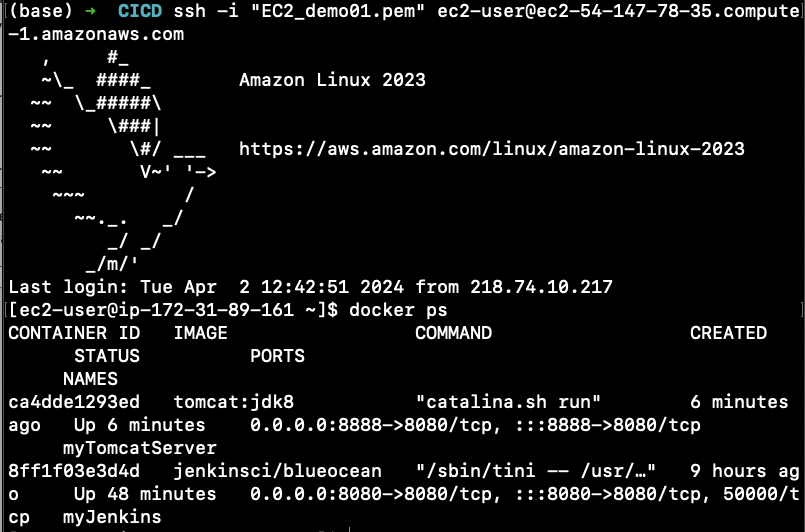 (base) ➜  CICD ssh -i "EC2_demo01.pem" ec2-user@ec2-54-147-78-35.compute
-1.amazonaws.com
   ,     #_
   ~\_  ####_        Amazon Linux 2023
  ~~  \_#####\
  ~~     \###|
  ~~       \#/ ___   https://aws.amazon.com/linux/amazon-linux-2023
   ~~       V~' '->
    ~~~         /
      ~~._.   _/
         _/ _/
       _/m/'
Last login: Tue Apr  2 12:42:51 2024 from 218.74.10.217
[ec2-user@ip-172-31-89-161 ~]$ docker ps
CONTAINER ID   IMAGE                 COMMAND                  CREATED
      STATUS          PORTS
     NAMES
ca4dde1293ed   tomcat:jdk8           "catalina.sh run"        6 minutes
ago   Up 6 minutes    0.0.0.0:8888->8080/tcp, :::8888->8080/tcp
     myTomcatServer
8ff1f03e3d4d   jenkinsci/blueocean   "/sbin/tini -- /usr/…"   9 hours ag
o     Up 48 minutes   0.0.0.0:8080->8080/tcp, :::8080->8080/tcp, 50000/t
cp   myJenkins